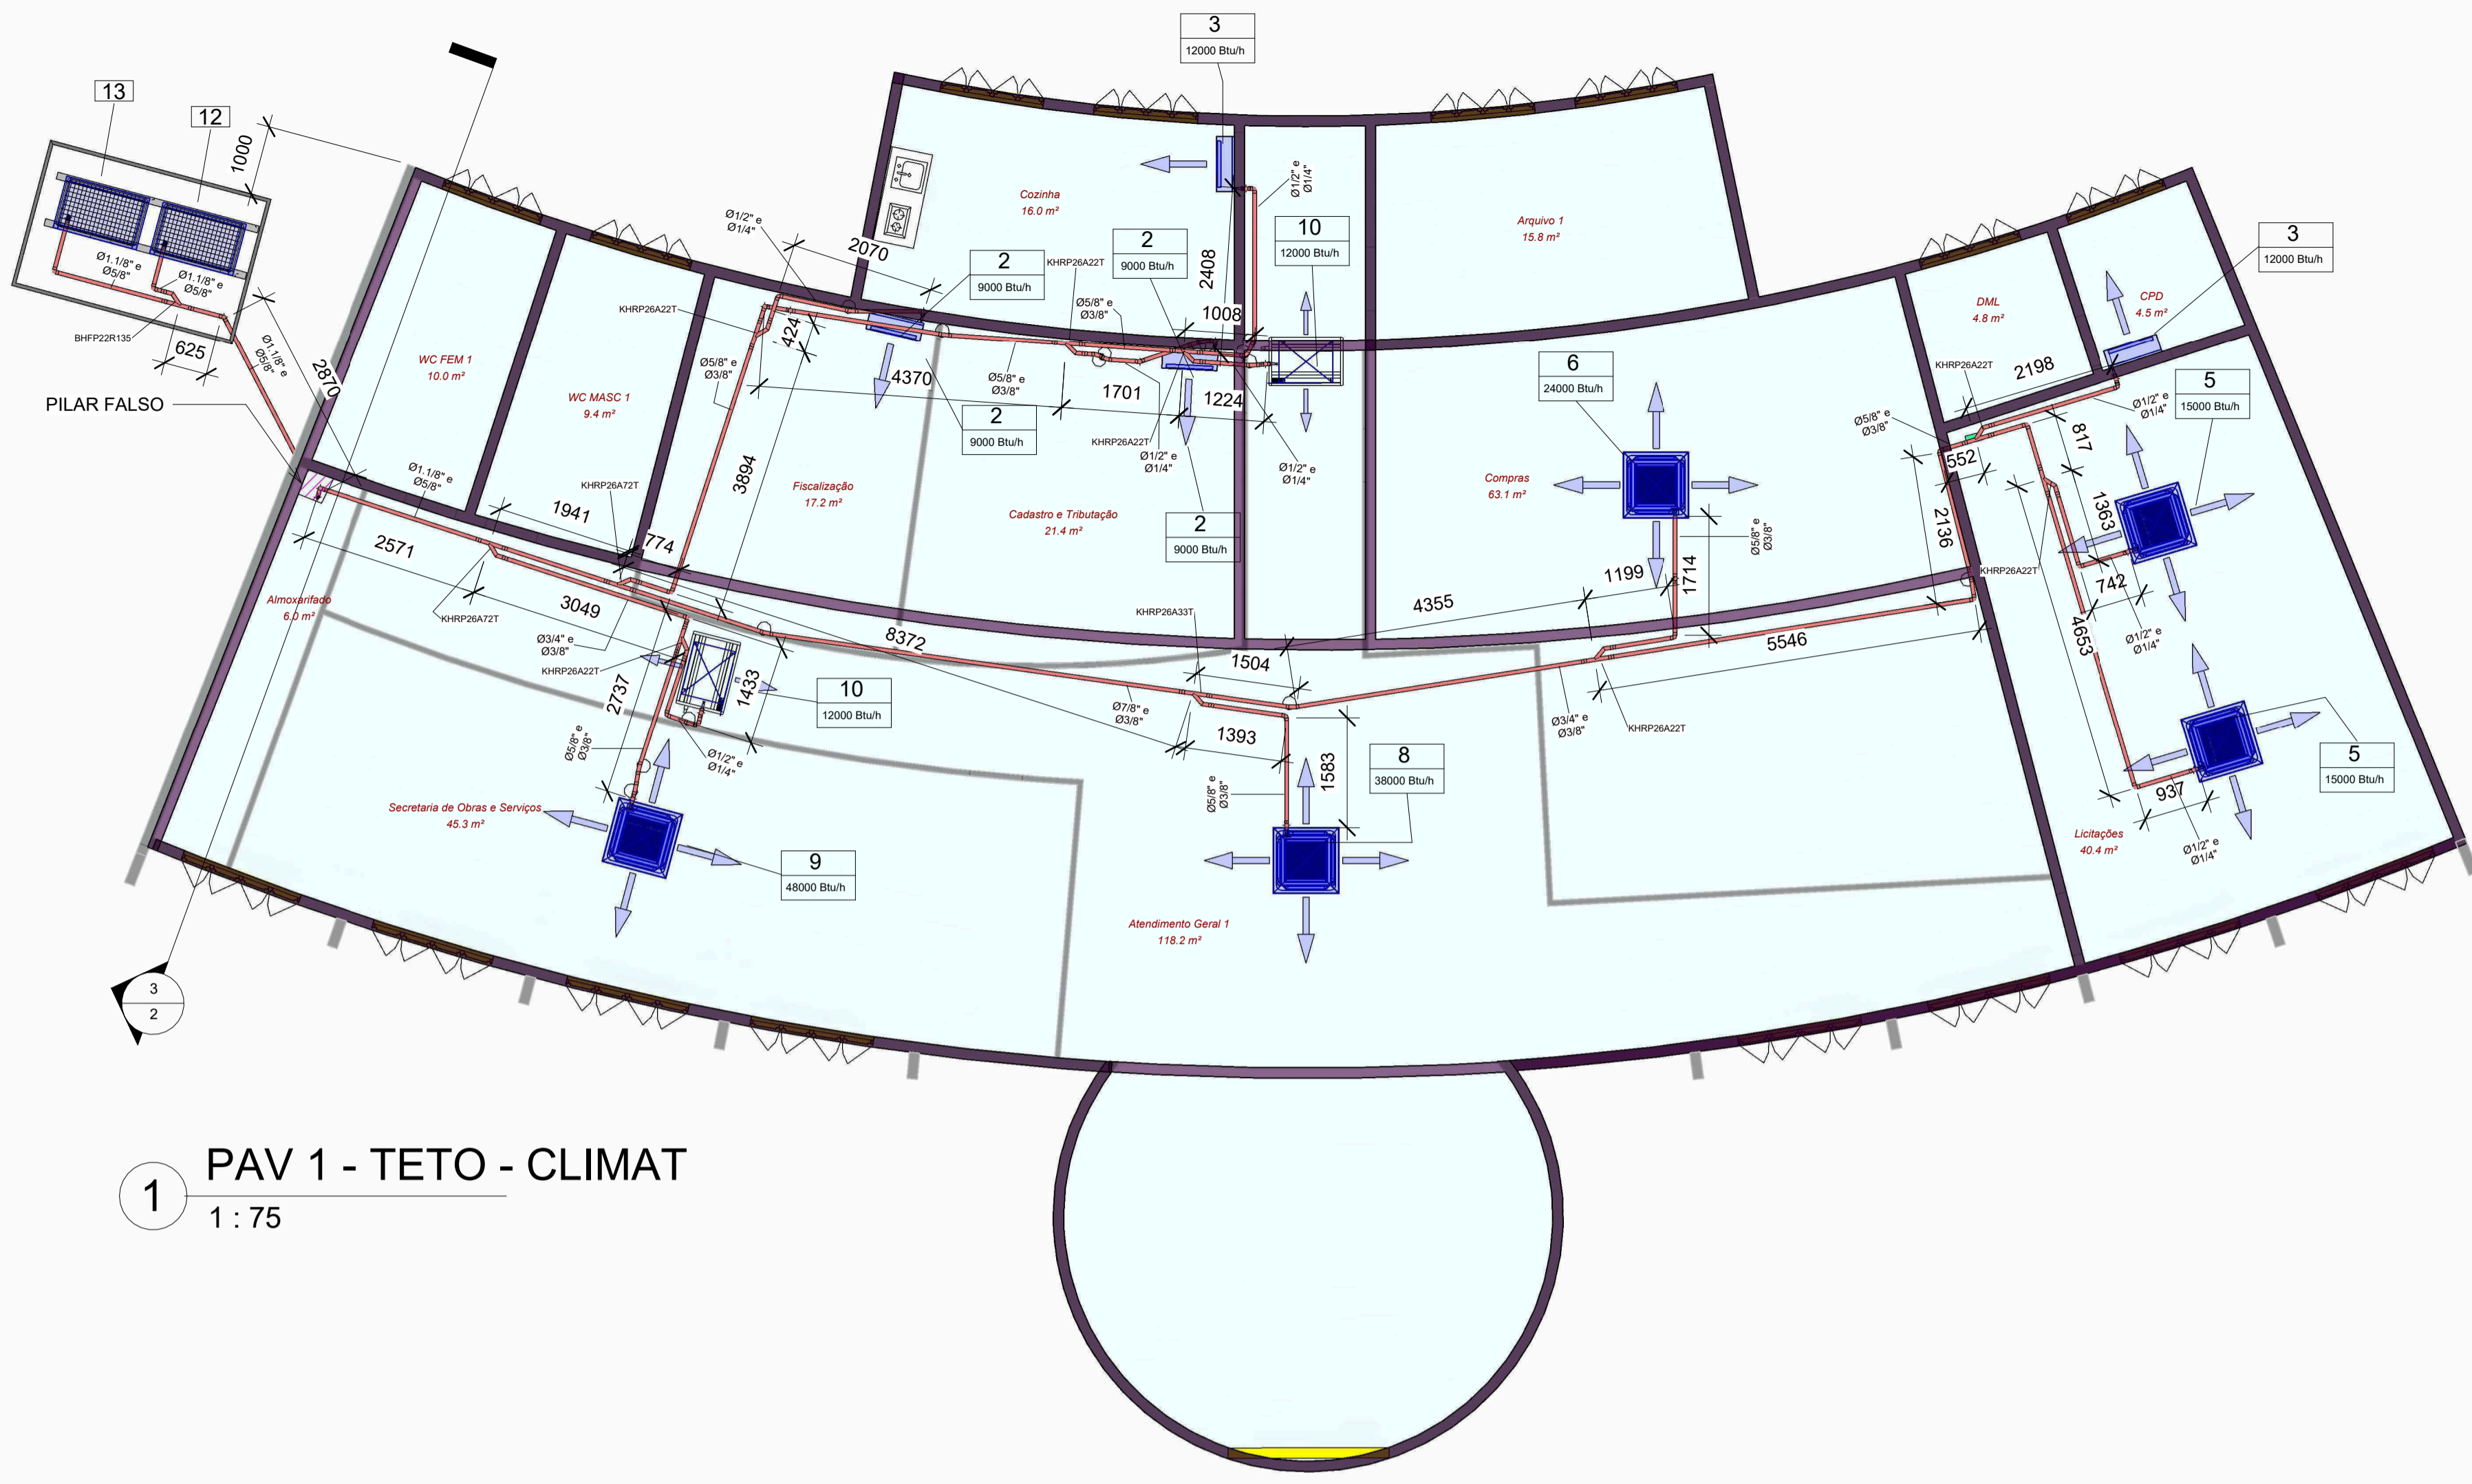 3
12000 Btu/h
13
12
1000
Ø1.1/8" e
Ø5/8"
Ø1.1/8" e
Ø5/8"
BHFP22R135
625
Ø1.1/8" e
Ø5/8"
2870
PILAR FALSO
WC FEM 1
10.0 m²
WC MASC 1
9.4 m²
Ø1/2" e
Ø1/4"
2070
2
9000 Btu/h
KHRP26A22T
2
9000 Btu/h
Cozinha
16.0 m²
Ø1/2" e
Ø1/4"
10
12000 Btu/h
2408
1008
Arquivo 1
15.8 m²
3
12000 Btu/h
DML
4.8 m²
CPD
4.5 m²
KHRP26A22T
424
Ø5/8" e
Ø3/8"
Ø5/8" e
Ø3/8"
4370
Ø5/8" e
Ø3/8"
1701
1224
2
9000 Btu/h
KHRP26A22T
Ø1/2" e
Ø1/4"
Ø1/2" e
Ø1/4"
6
24000 Btu/h
KHRP26A22T
2198
5
15000 Btu/h
Ø1/2" e
Ø1/4"
Ø5/8" e
Ø3/8"
552
817
Ø1.1/8" e
Ø5/8"
3894
KHRP26A72T
1941
774
2571
Fiscalização
17.2 m²
Cadastro e Tributação
21.4 m²
2
9000 Btu/h
Compras
63.1 m²
Ø5/8" e
Ø3/8"
1714
1199
4355
2136
1363
KHRP26A22T
742
Almoxarifado
6.0 m²
3049
KHRP26A72T
Ø3/4" e
Ø3/8"
KHRP26A22T
2737
1433
10
12000 Btu/h
8372
KHRP26A33T
1504
5546
4653
Ø1/2" e
Ø1/4"
Ø5/8" e
Ø3/8"
Ø1/2" e
Ø1/4"
Ø7/8" e
Ø3/8"
1393
Ø3/4" e
Ø3/8"
KHRP26A22T
Ø5/8" e
Ø3/8"
1583
8
38000 Btu/h
5
15000 Btu/h
937
Secretaria de Obras e Serviços
45.3 m²
9
48000 Btu/h
Licitações
40.4 m²
Ø1/2" e
Ø1/4"
Atendimento Geral 1
118.2 m²
3
2
1
PAV 1 - TETO - CLIMAT
1 : 75